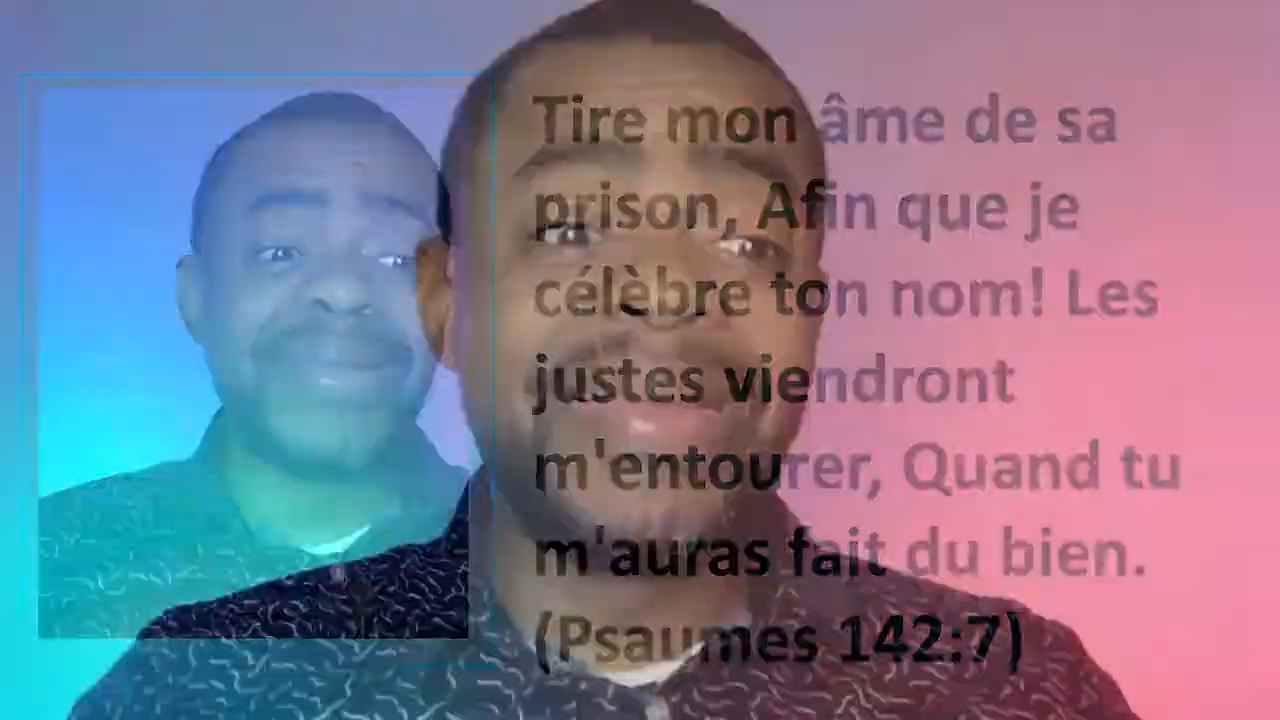 Tire mon âme de sa
prison, Afin que je
célèbre ton nom! Les
justes viendront
m'entourer, Quand tu
m'auras fait du bien.
(Psaumes 142:7)